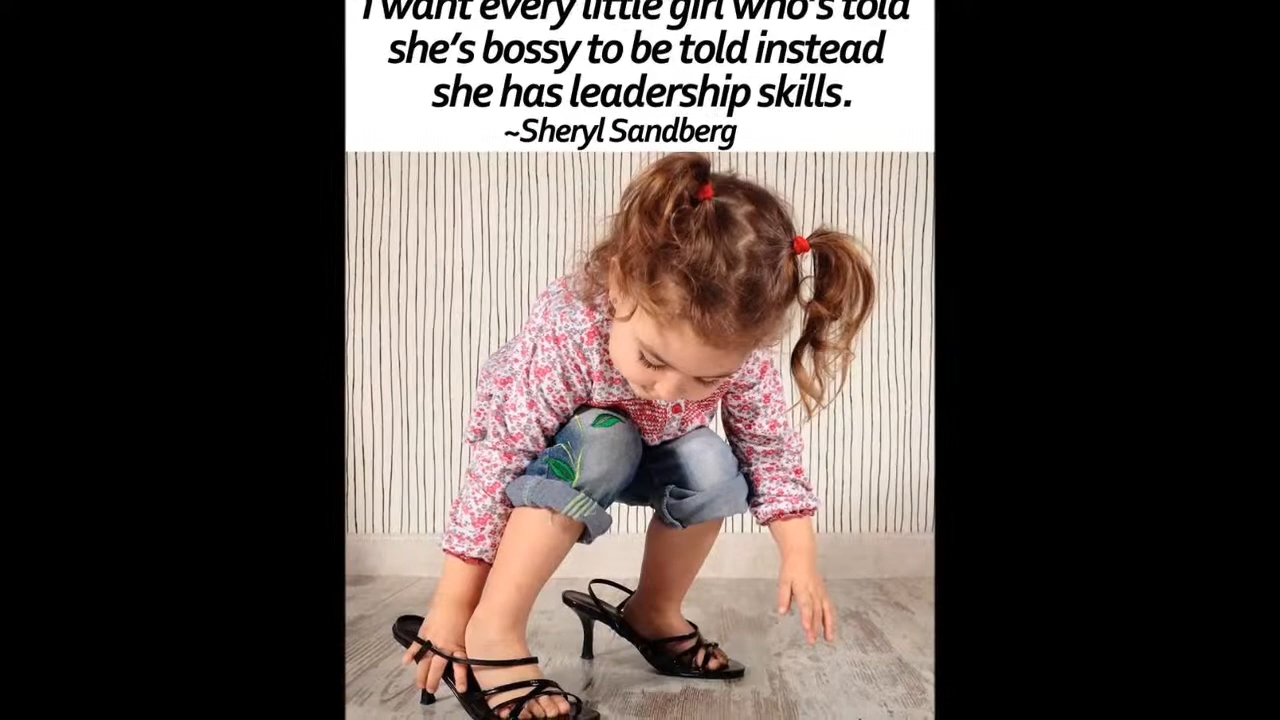 I want every little girl who's told
she's bossy to be told instead
she has leadership skills.
~Sheryl Sandberg